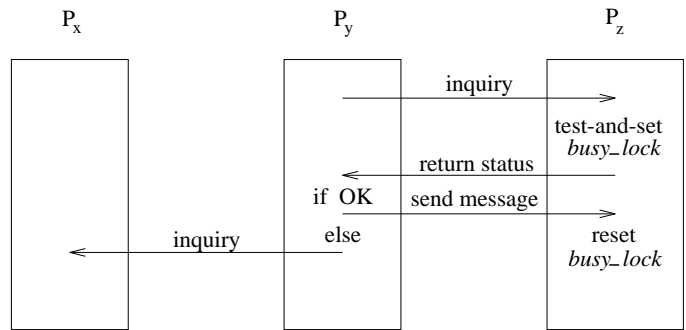 Px Py Pz
inquiry
test-and-set
busy_lock
return status
if OK send message
inquiry else reset
busy_lock